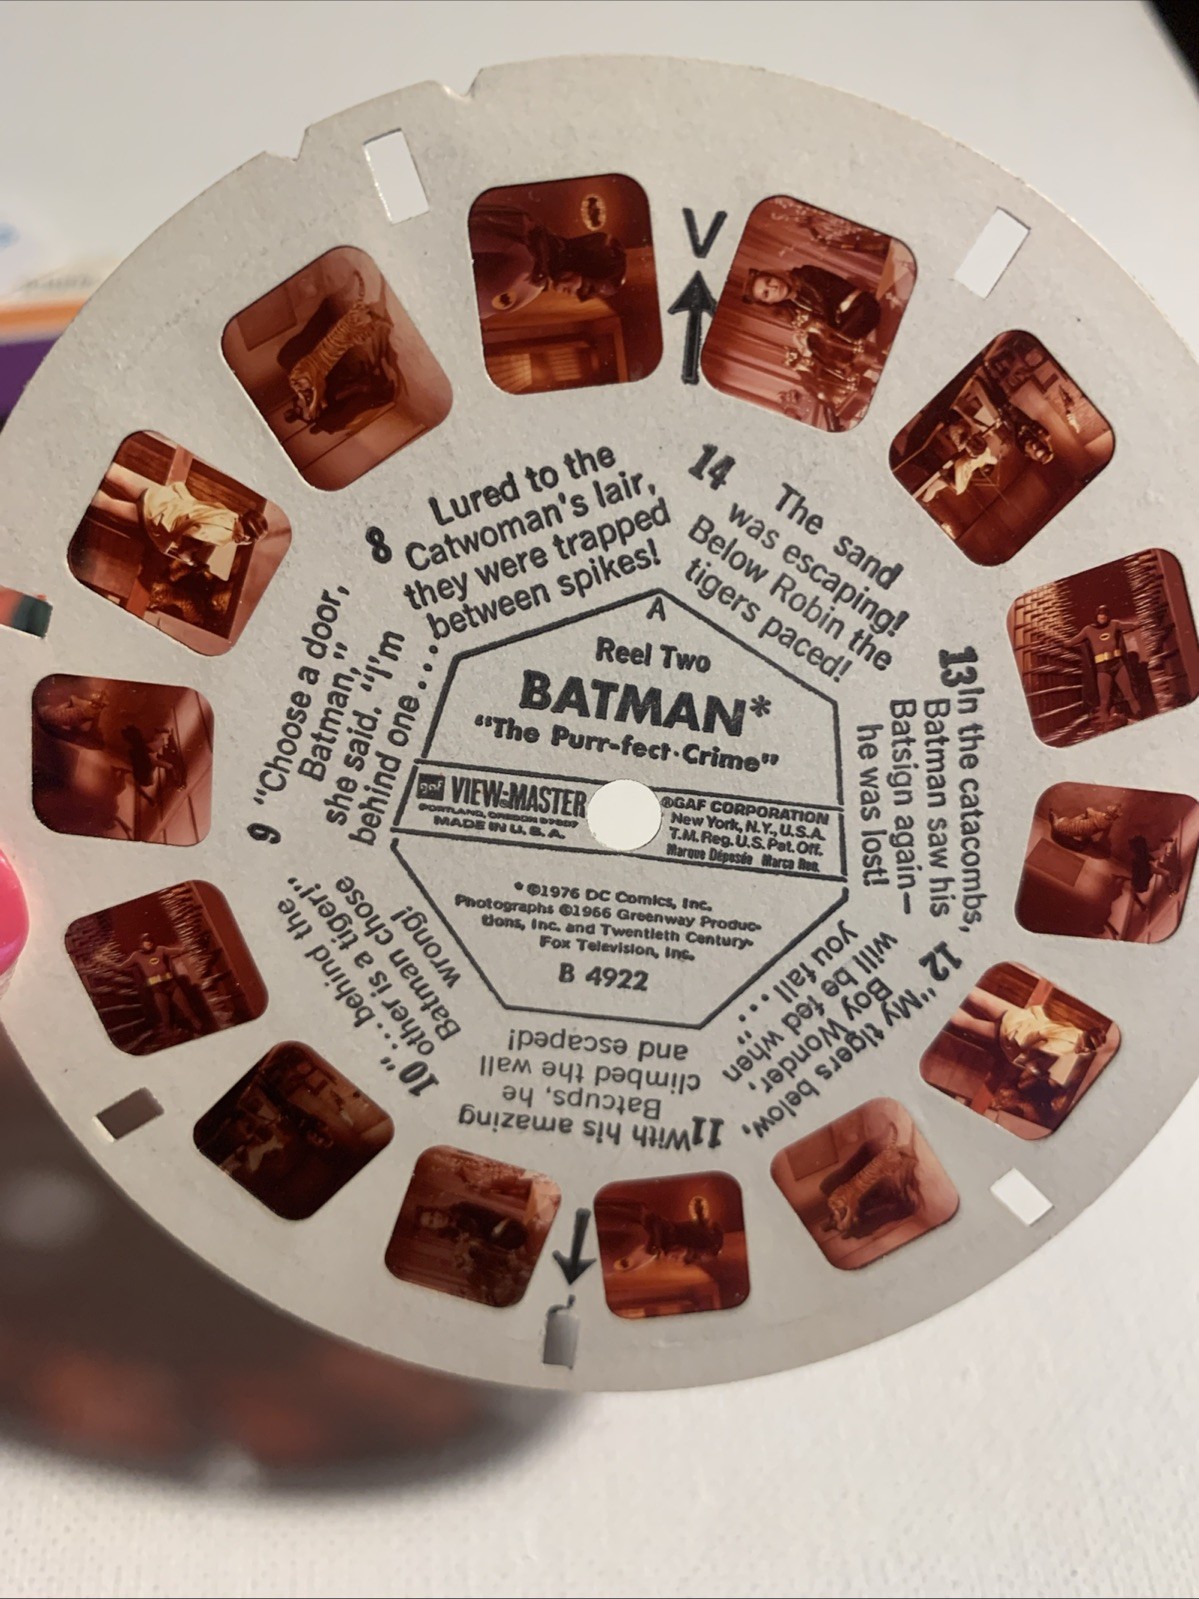 V
A
Reel Two
BATMAN*
"The Purr-fect·Crime"
gaf VIEW-MASTER
PORTLAND, OREGON 97207
MADE IN U.S.A.
®GAF CORPORATION
New York, N.Y., U.S.A.
T.M. Reg. U.S. Pat. Off.
Marque Déposée Marca Reg.
*©1976 DC Comics, Inc.
Photographs ©1966 Greenway Produc-
tions, Inc. and Twentieth Century-
Fox Television, Inc.
B 4922
8 Lured to the
Catwoman's lair,
they were trapped
between spikes!
9 "Choose a door,
Batman,"
she said. "I'm
behind one ....
10 "... behind the
other is a tiger!"
Batman chose
wrong!
11 With his amazing
Batcups, he
climbed the wall
and escaped!
12 "My tigers below,
Boy Wonder,
will be fed when
you fall ...."
13 In the catacombs,
Batman saw his
Batsign again—
he was lost!
14 The sand
was escaping!
Below Robin the
tigers paced!